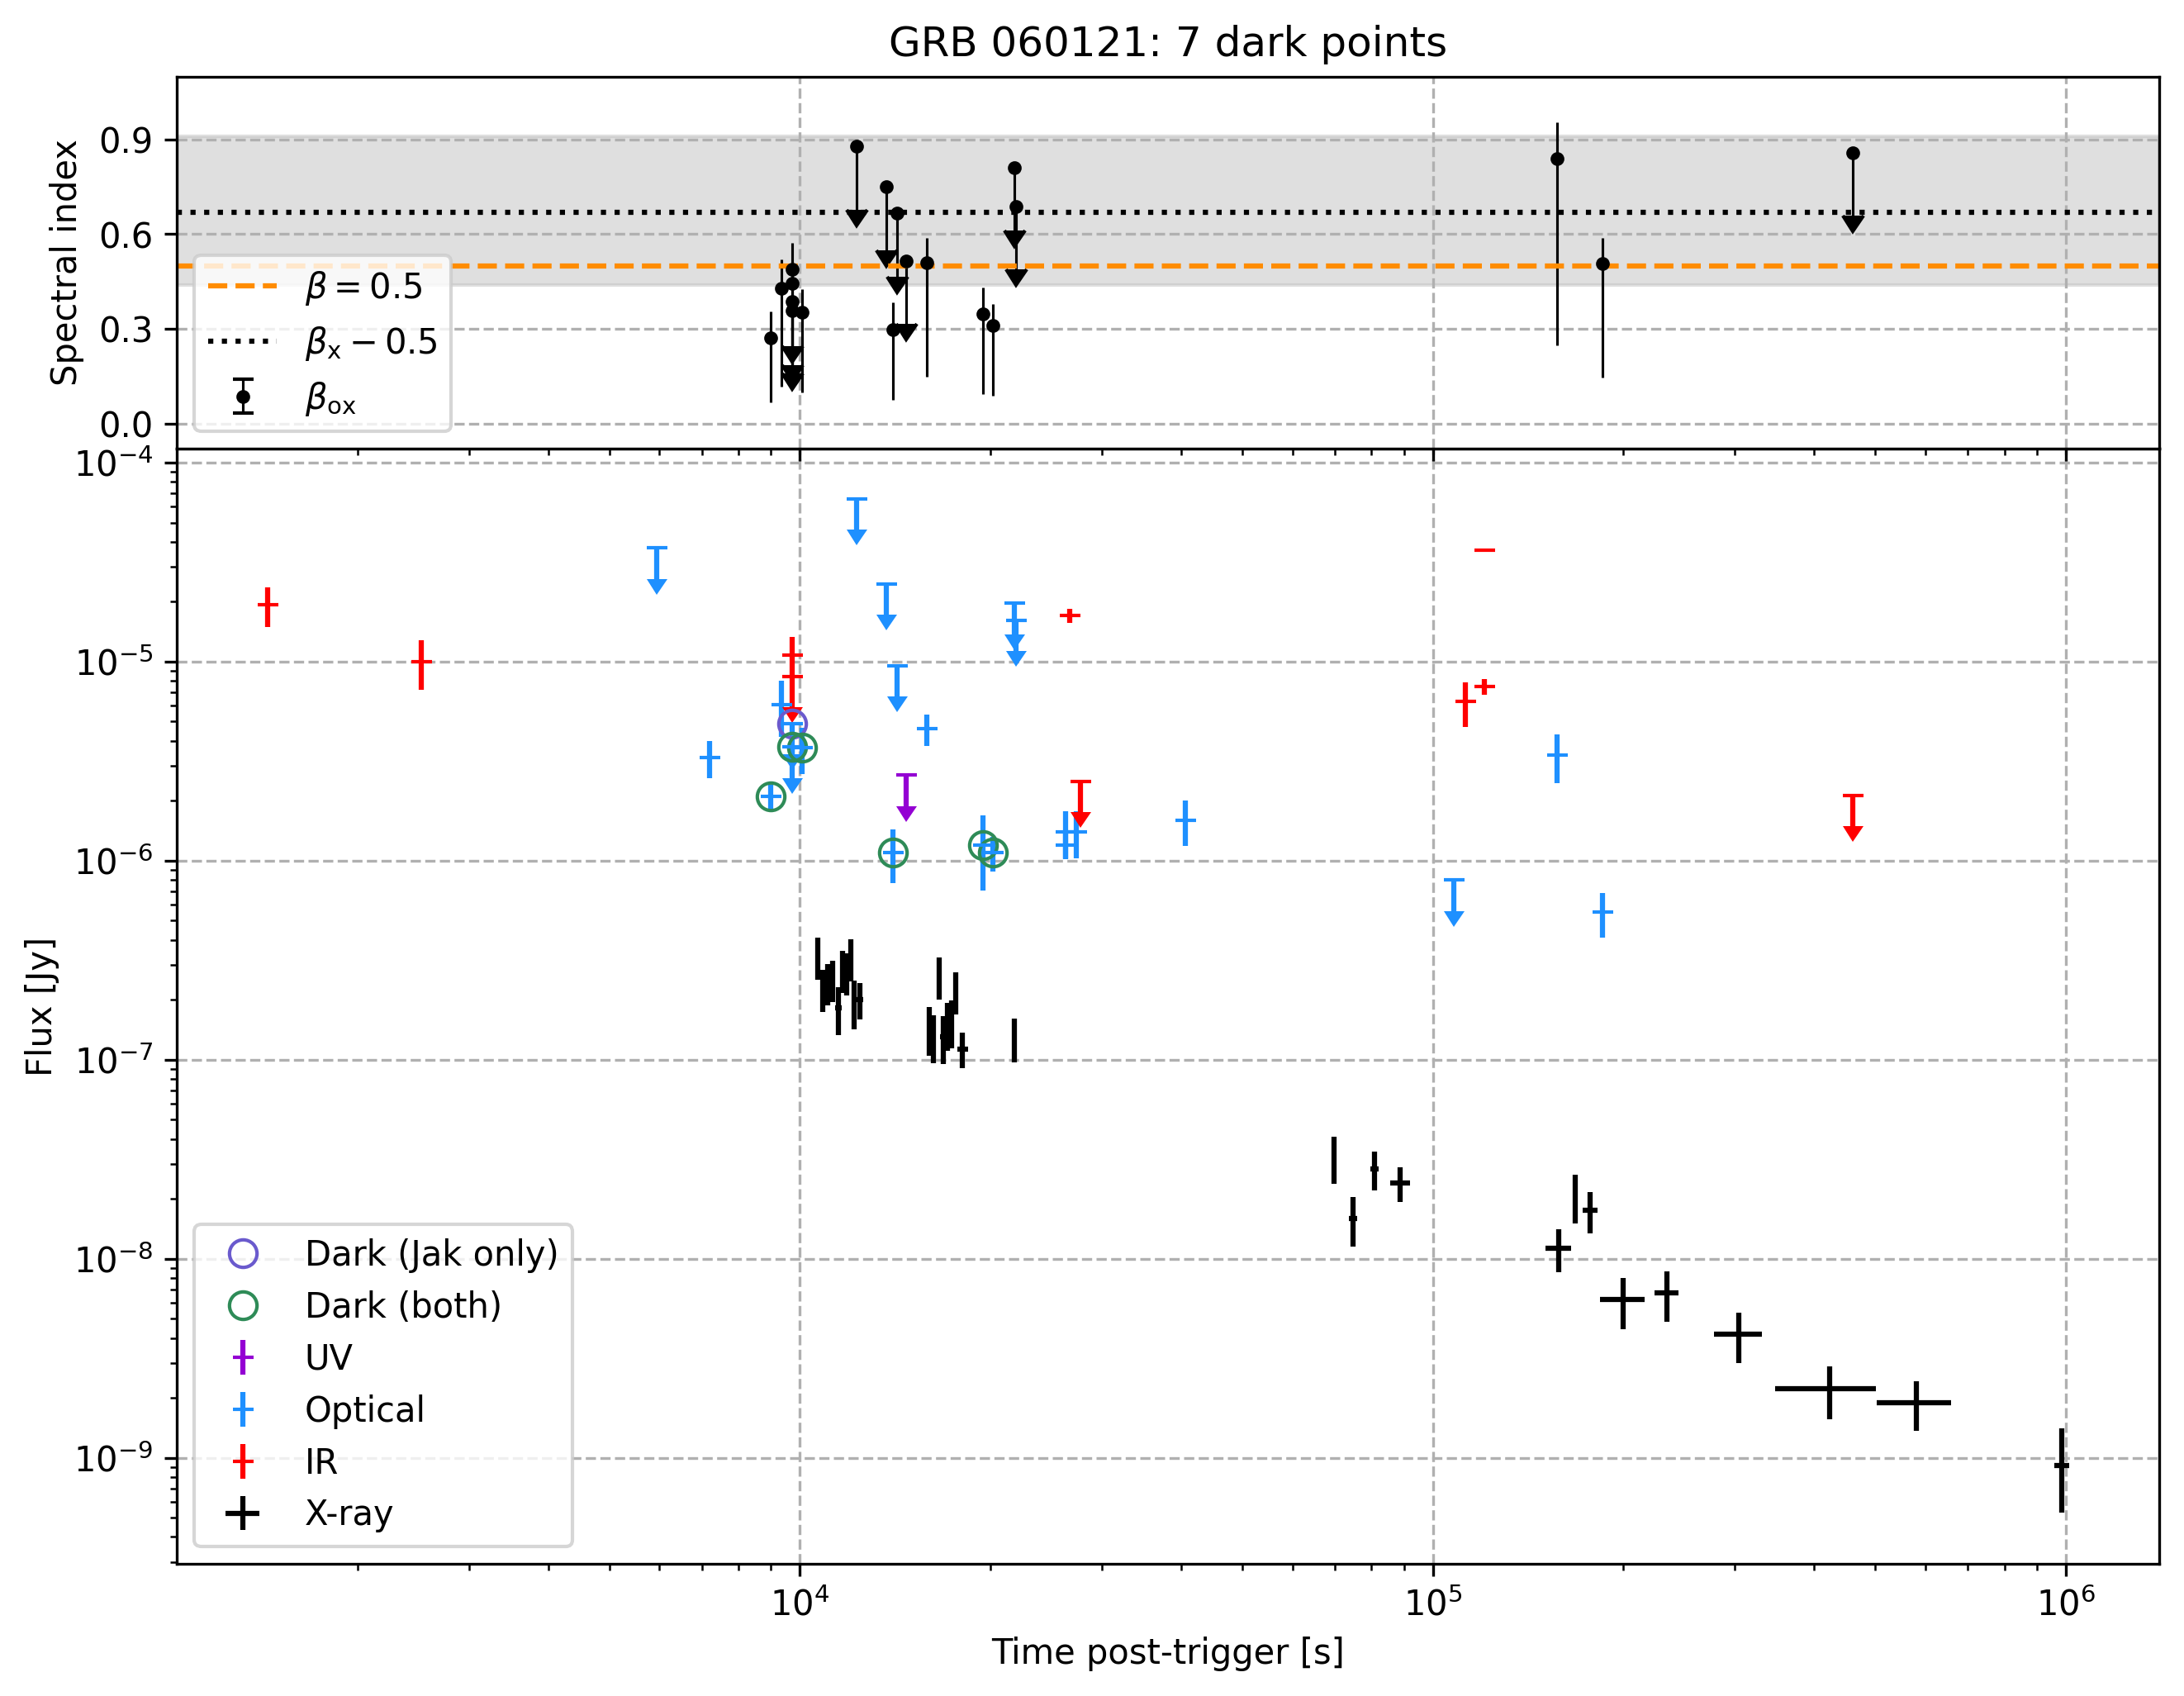 GRB 060121: 7 dark points
Spectral index
0.9
0.6
0.3
0.0
β = 0.5
βₓ − 0.5
βₒₓ
Flux [Jy]
10⁻⁴
10⁻⁵
10⁻⁶
10⁻⁷
10⁻⁸
10⁻⁹
Dark (Jak only)
Dark (both)
UV
Optical
IR
X-ray
10⁴
10⁵
10⁶
Time post-trigger [s]